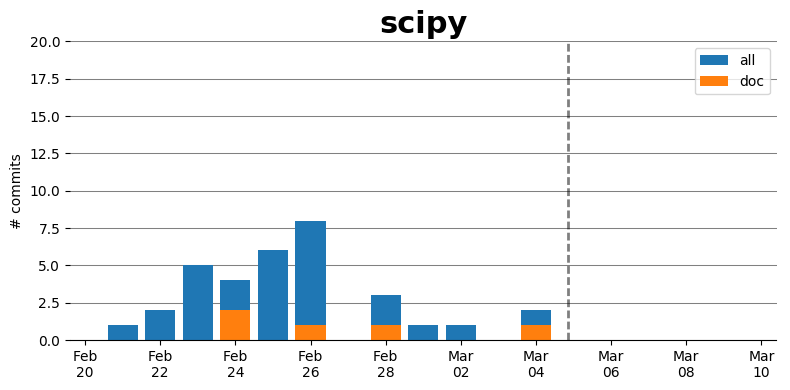 scipy
20.0
17.5
15.0
12.5
10.0
7.5
5.0
2.5
0.0
# commits
all
doc
Feb Feb Feb Feb Feb Mar Mar Mar Mar Mar
20 22 24 26 28 02 04 06 08 10